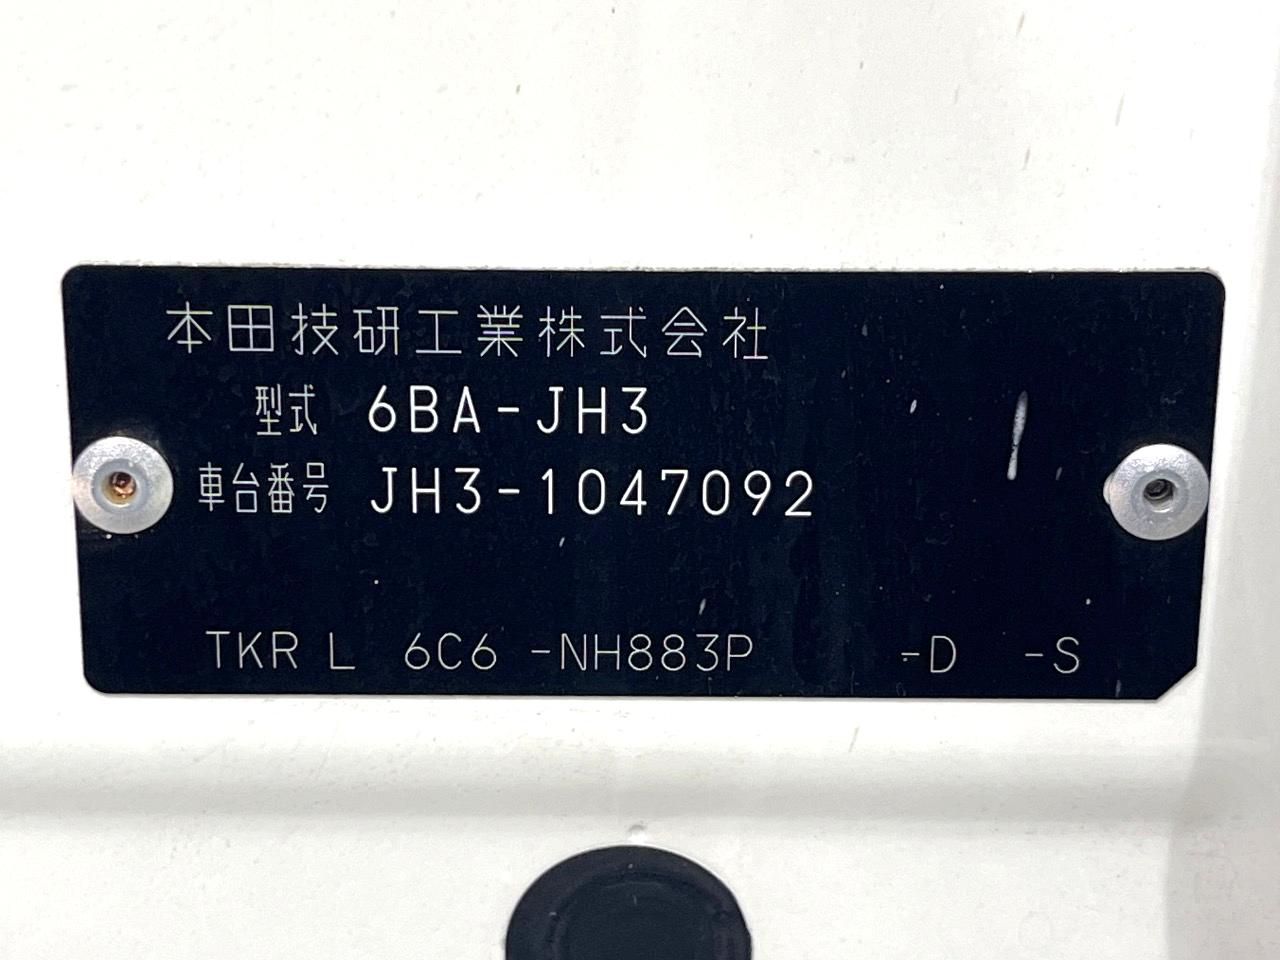 本田技研工業株式会社
型式 6BA-JH3
車台番号 JH3-1047092
TKR L 6C6 -NH883P -D -S